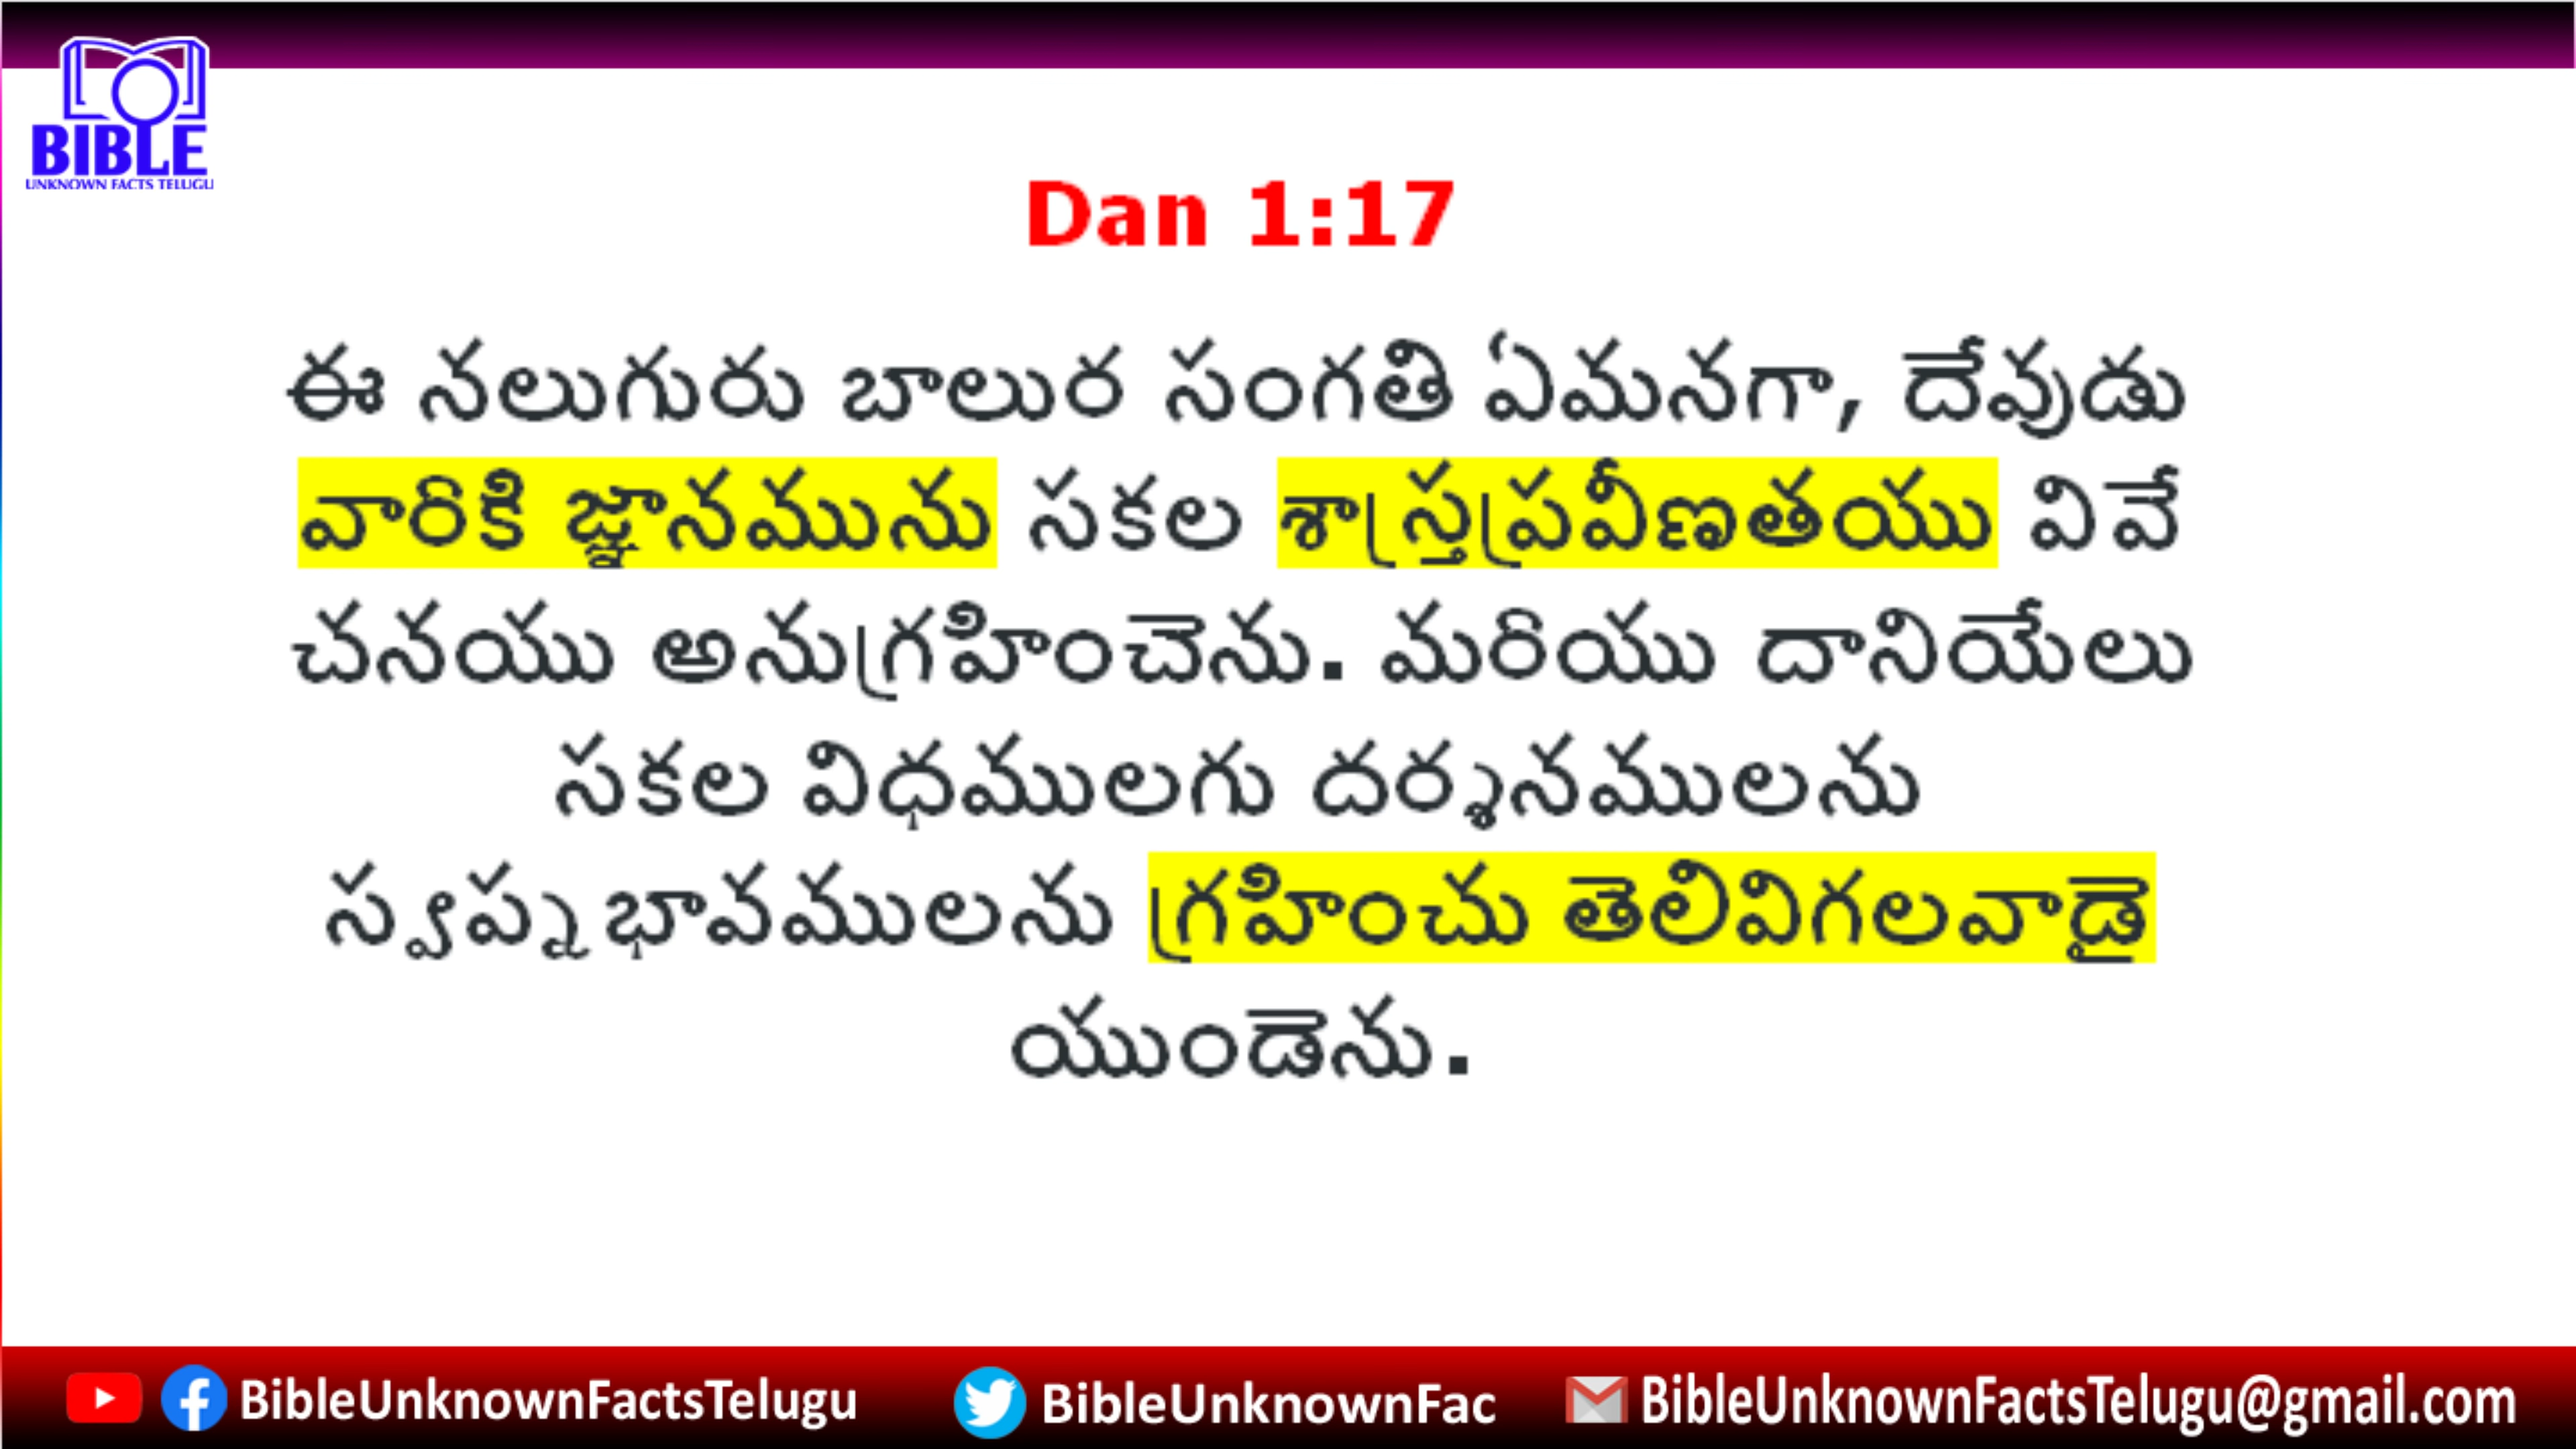 BIBLE
UNKNOWN FACTS TELUGU
Dan 1:17
ఈ నలుగురు బాలుర సంగతి ఏమనగా, దేవుడు
వారికి జ్ఞానమును సకల శాస్త్రప్రవీణతయు వివే
చనయు అనుగ్రహించెను. మరియు దానియేలు
సకల విధములగు దర్శనములను
స్వప్నభావములను గ్రహించు తెలివిగలవాడై
యుండెను.
BibleUnknownFactsTelugu BibleUnknownFac BibleUnknownFactsTelugu@gmail.com